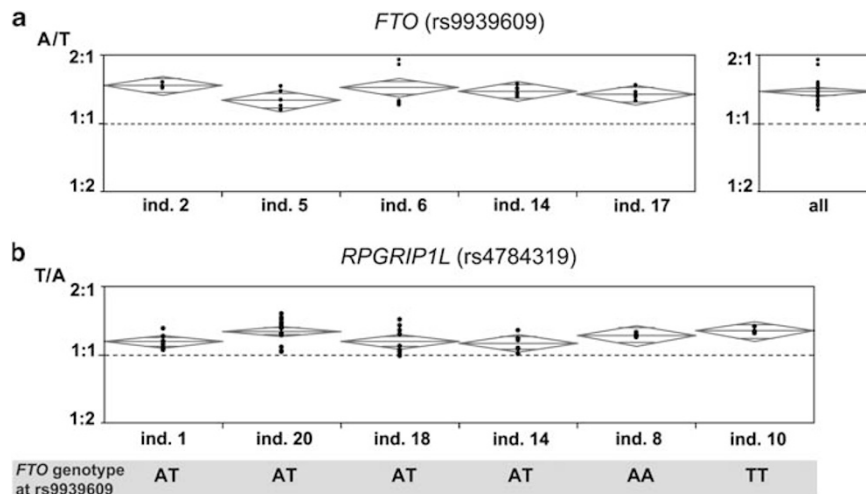 a FTO (rs9939609)
A/T
2:1 2:1
1:1 1:1
1:2 1:2
ind. 2 ind. 5 ind. 6 ind. 14 ind. 17 all
b RPGRIP1L (rs4784319)
T/A
2:1
1:1
1:2
ind. 1 ind. 20 ind. 18 ind. 14 ind. 8 ind. 10
FTO genotype AT AT AT AT AA TT
at rs9939609